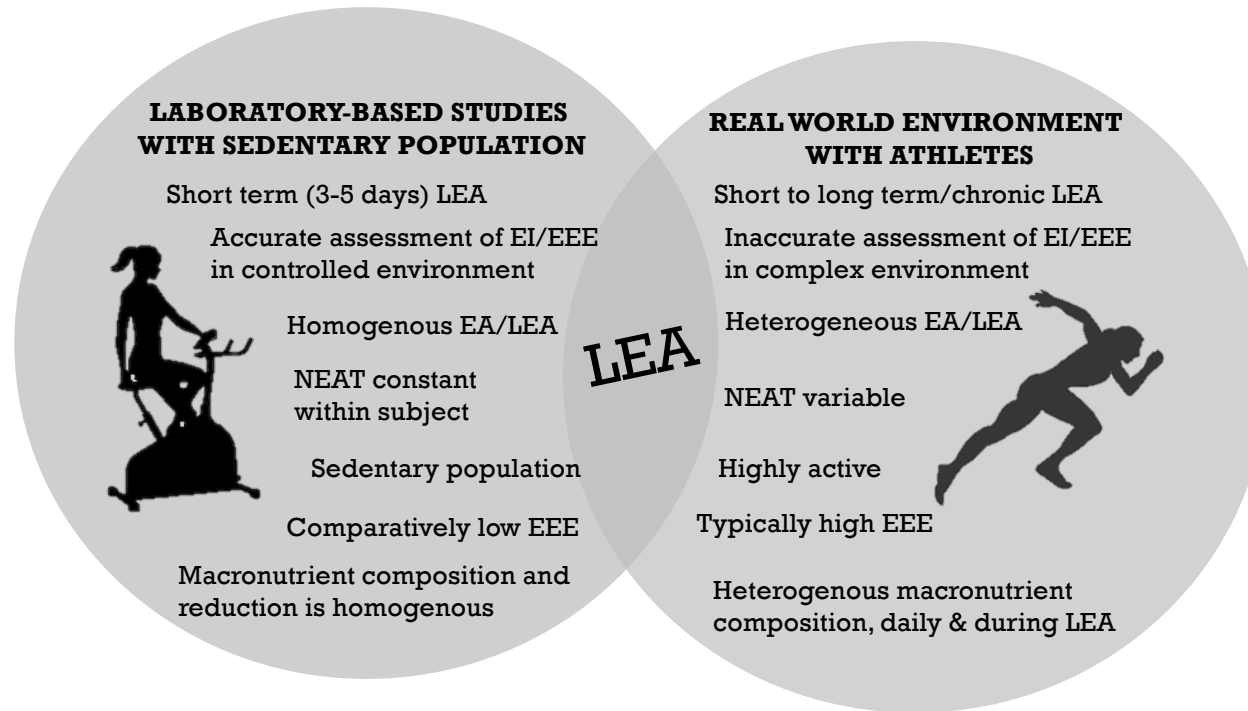 LABORATORY-BASED STUDIES
WITH SEDENTARY POPULATION
Short term (3-5 days) LEA
Accurate assessment of EI/EEE
in controlled environment
Homogenous EA/LEA
NEAT constant
within subject
Sedentary population
Comparatively low EEE
Macronutrient composition and
reduction is homogenous
LEA
REAL WORLD ENVIRONMENT
WITH ATHLETES
Short to long term/chronic LEA
Inaccurate assessment of EI/EEE
in complex environment
Heterogeneous EA/LEA
NEAT variable
Highly active
Typically high EEE
Heterogenous macronutrient
composition, daily & during LEA